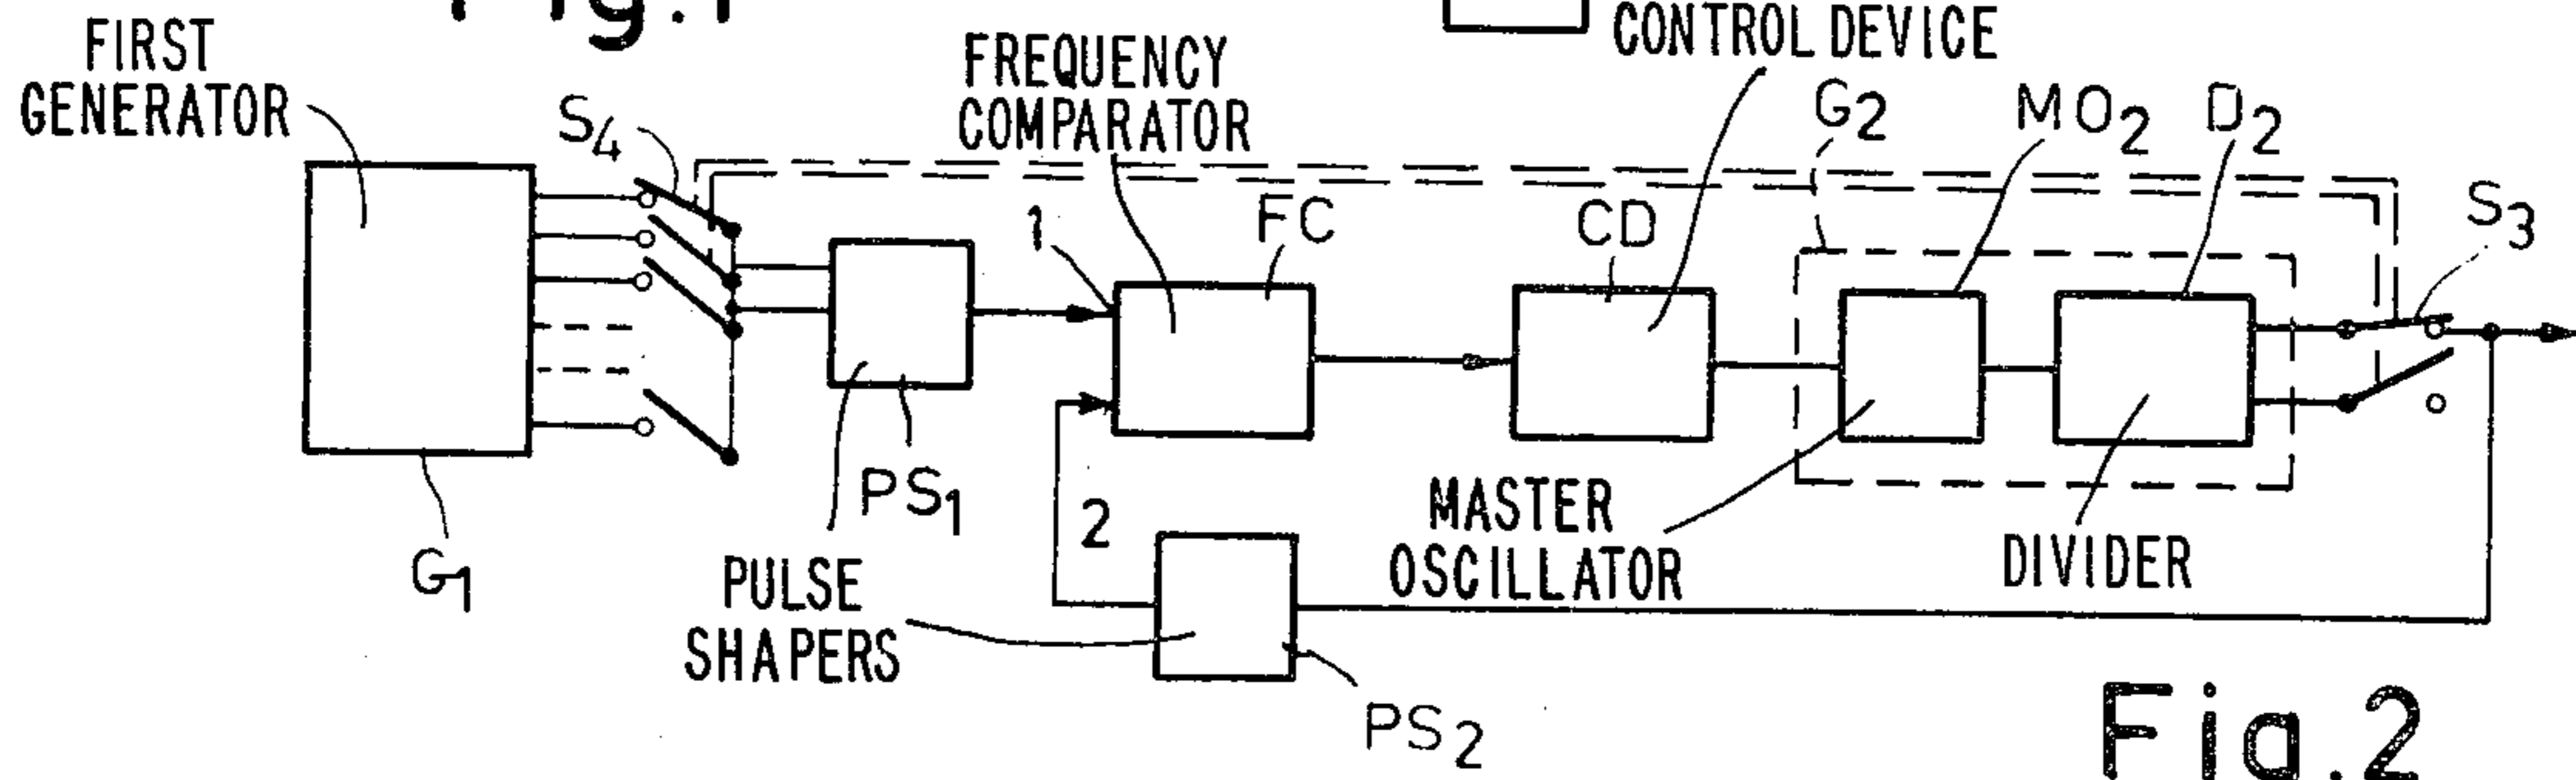 Fig.1
CONTROL DEVICE
FIRST
GENERATOR
FREQUENCY
COMPARATOR
S4
G2
MO2
D2
1
FC
CD
S3
PS1
2
G1
PULSE
SHAPERS
MASTER
OSCILLATOR
DIVIDER
PS2
Fig.2